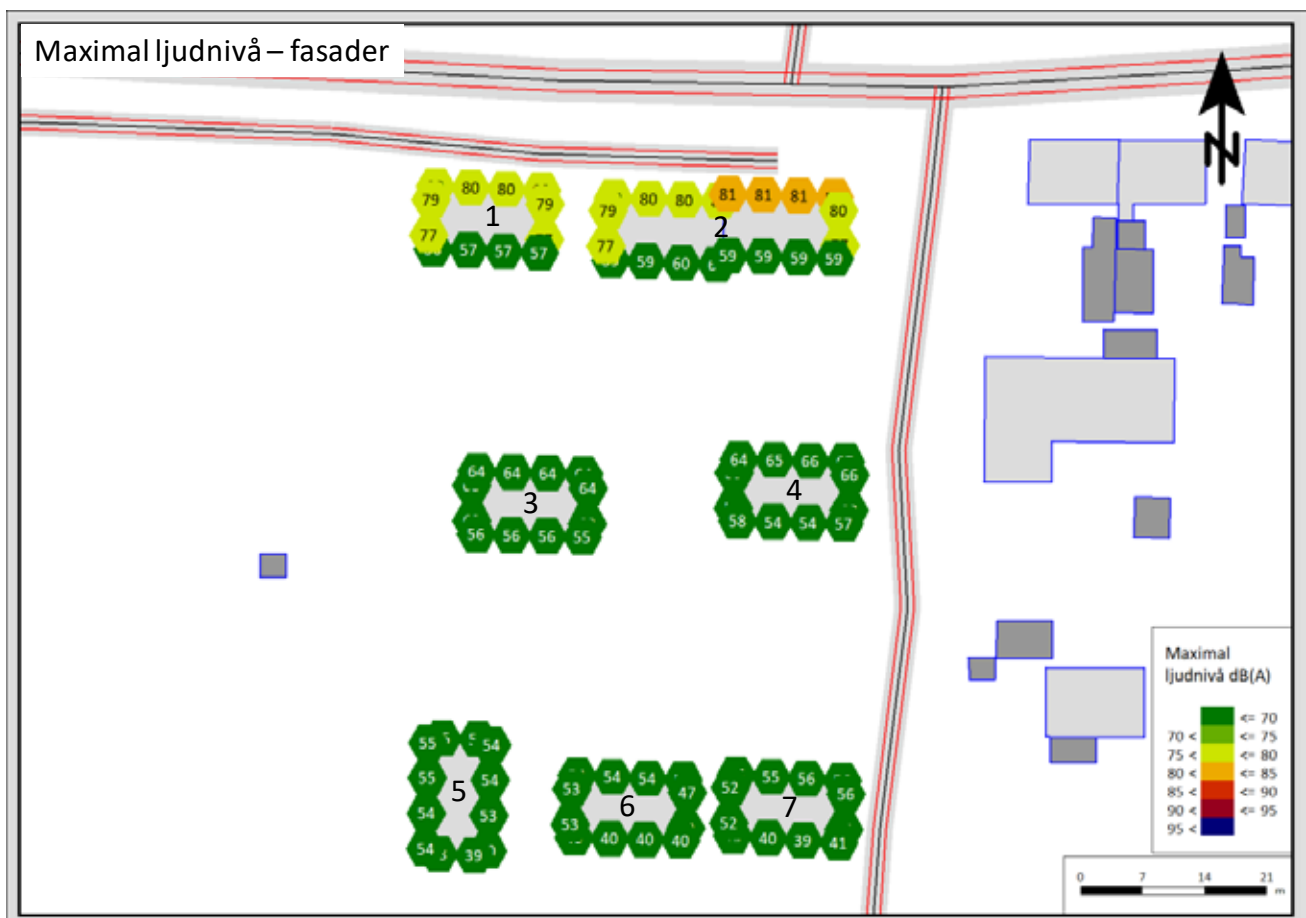 Maximal ljudnivå – fasader
N
80 80
79 79
77
1
57 57 57
81 81 81
80 80
79 80
77
2
59 60 59 59 59 59
64 64 64
64
3
56 56 56 55
64 65 66
66
4
58 54 54 57
55 54
55 54
5
54 53
54 39
54 54
53 47
6
53
40 40 40
55 56
52 56
7
52
40 39 41
Maximal
ljudnivå dB(A)
<= 70
70 < <= 75
75 < <= 80
80 < <= 85
85 < <= 90
90 < <= 95
95 <
0 7 14 21
m